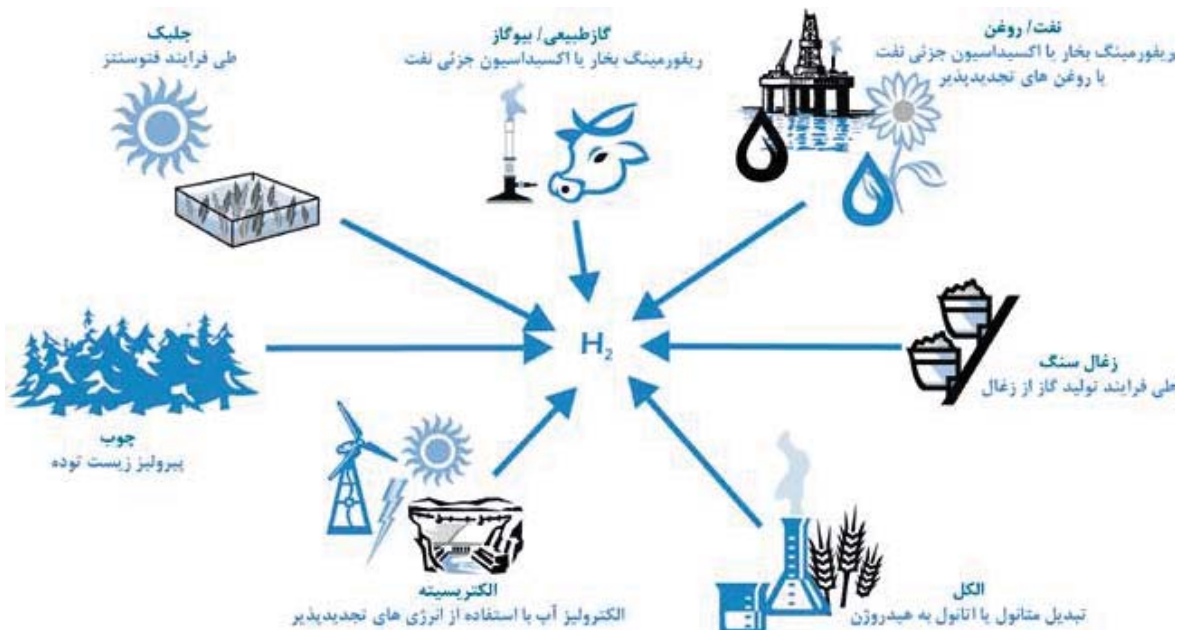 نفت/ روغن
ریفورمینگ بخار یا اکسیداسیون جزئی نفت
یا روغن های تجدیدپذیر
گازطبیعی/ بیوگاز
ریفورمینگ بخار یا اکسیداسیون جزئی نفت
جلبک
طی فرایند فتوسنتز
H₂
زغال سنگ
طی فرایند تولید گاز از زغال
چوب
پیرولیز زیست توده
الکل
تبدیل متانول یا اتانول به هیدروژن
الکتریسیته
الکترولیز آب با استفاده از انرژی های تجدیدپذیر